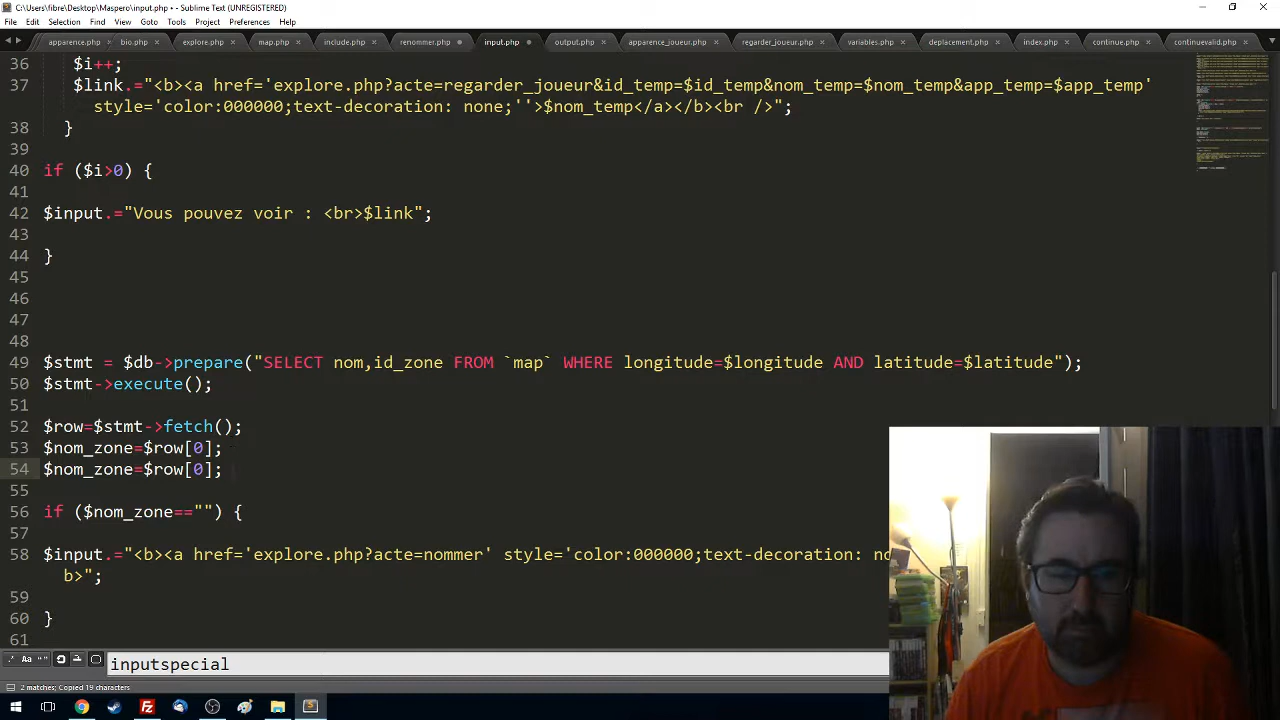 C:\Users\fibre\Desktop\Maspero\input.php • - Sublime Text (UNREGISTERED)
File Edit Selection Find View Goto Tools Project Preferences Help
apparence.php bio.php explore.php map.php include.php renommer.php input.php output.php apparence_joueur.php regarder_joueur.php variables.php deplacement.php index.php continue.php continuevalid.php
36 $i++;
37 $link.="<b><a href='explore.php?acte=regarder_joueur&id_temp=$id_temp&nom_temp=$nom_temp&app_temp=$app_temp'
style='color:000000;text-decoration: none;''>$nom_temp</a></b><br />";
38 }
39
40 if ($i>0) {
41
42 $input.="Vous pouvez voir : <br>$link";
43
44 }
45
46
47
48
49 $stmt = $db->prepare("SELECT nom,id_zone FROM `map` WHERE longitude=$longitude AND latitude=$latitude");
50 $stmt->execute();
51
52 $row=$stmt->fetch();
53 $nom_zone=$row[0];
54 $nom_zone=$row[0];
55
56 if ($nom_zone=="") {
57
58 $input.="<b><a href='explore.php?acte=nommer' style='color:000000;text-decoration: no
b>";
59
60 }
61
inputspecial
2 matches; Copied 19 characters